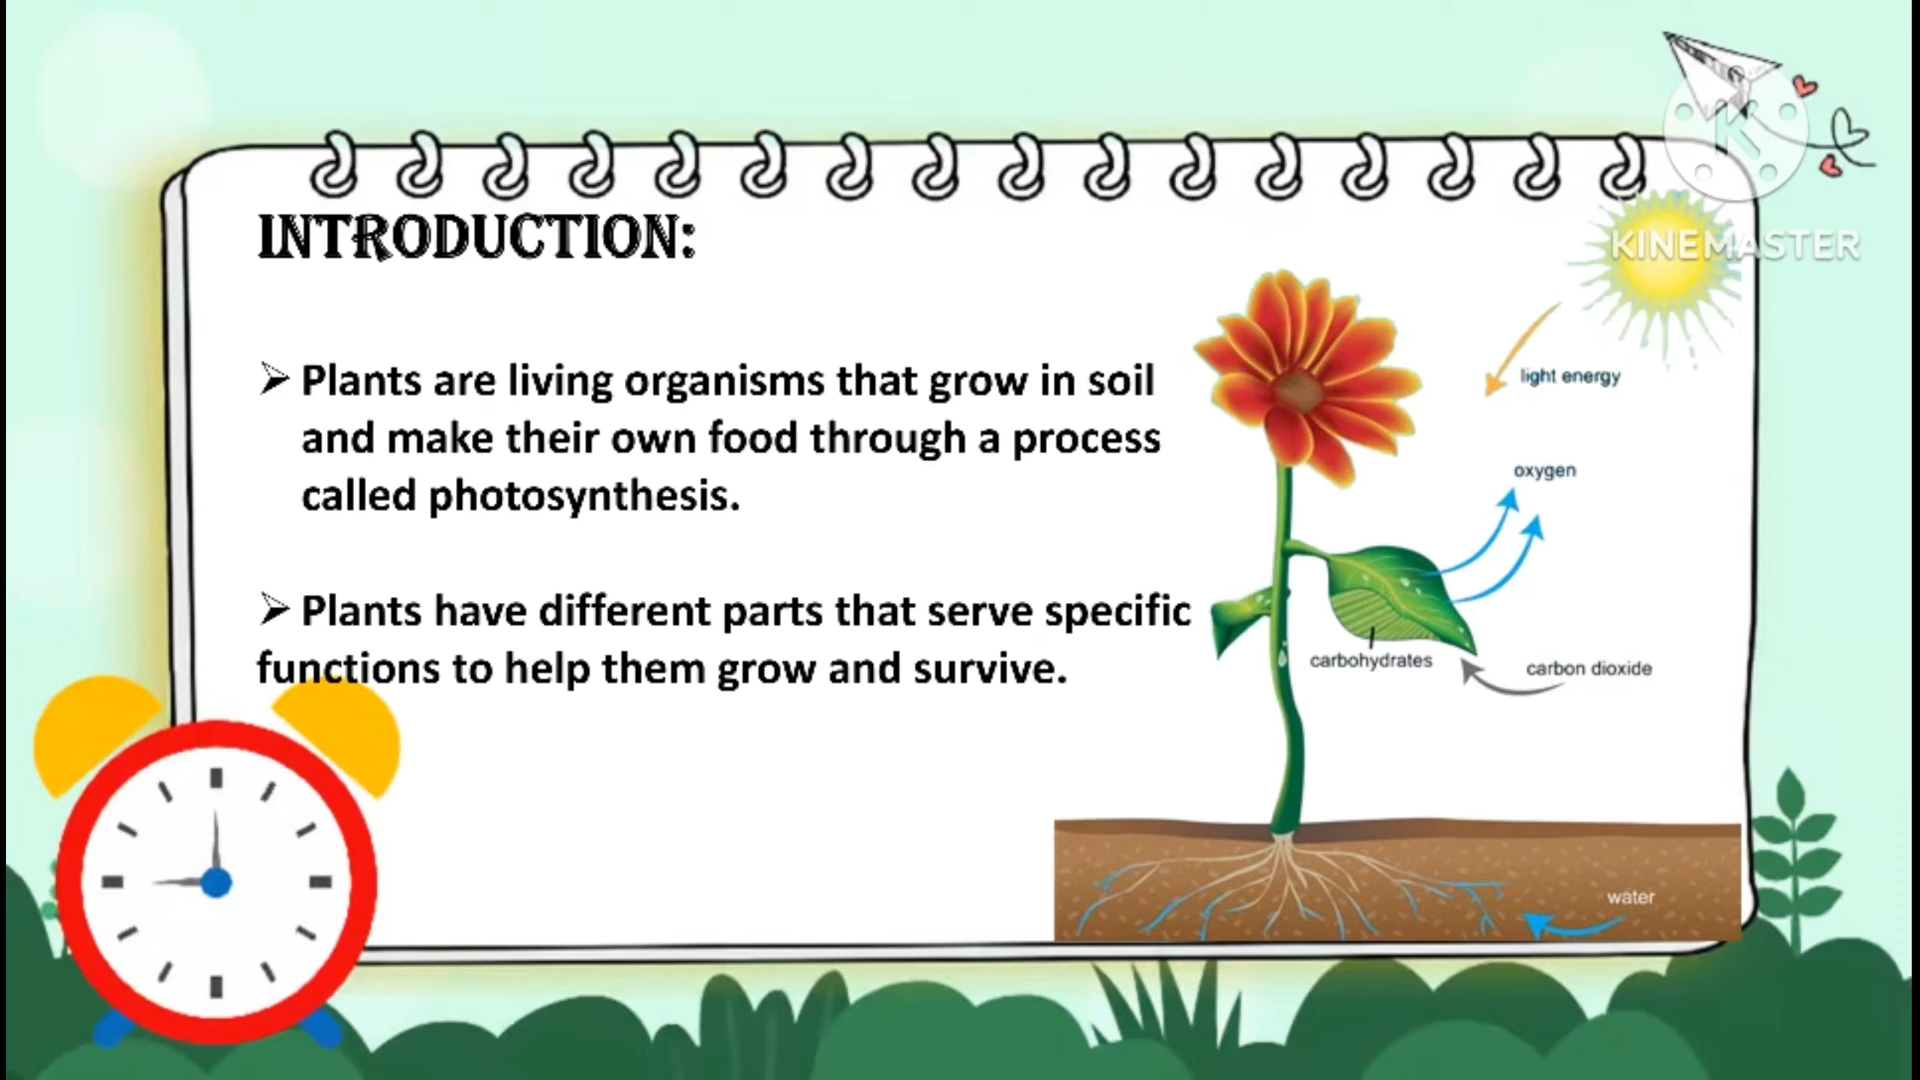 INTRODUCTION:
KINEMASTER
➢ Plants are living organisms that grow in soil
and make their own food through a process
called photosynthesis.
➢ Plants have different parts that serve specific
functions to help them grow and survive.
light energy
oxygen
carbohydrates
carbon dioxide
water